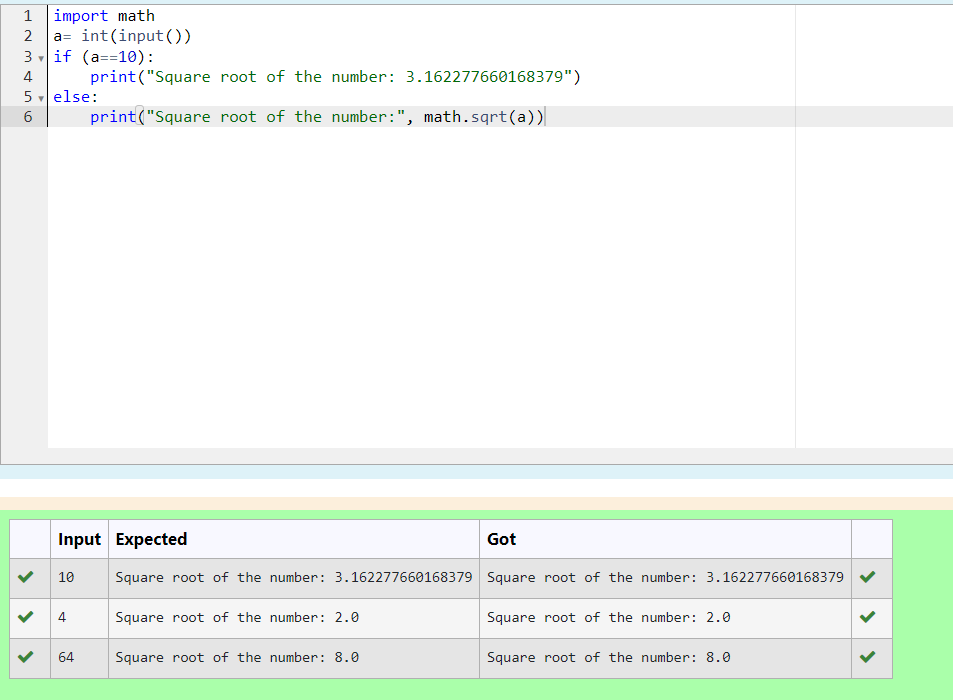 1 import math
2 a= int(input())
3 if (a==10):
4     print("Square root of the number: 3.162277660168379")
5 else:
6     print("Square root of the number:", math.sqrt(a))
Input Expected Got
10 Square root of the number: 3.162277660168379 Square root of the number: 3.162277660168379
4 Square root of the number: 2.0 Square root of the number: 2.0
64 Square root of the number: 8.0 Square root of the number: 8.0